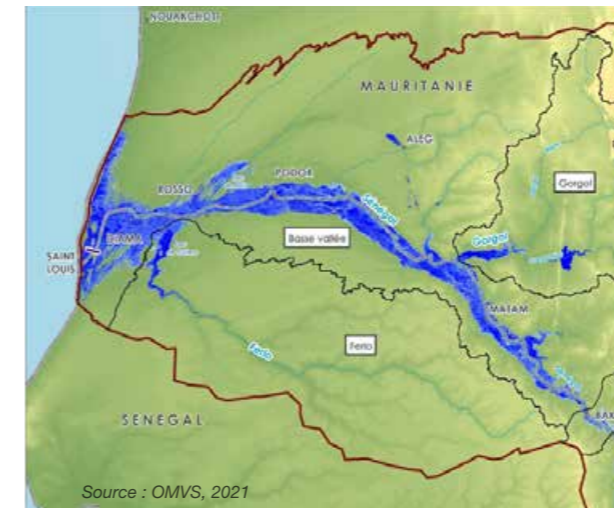 NOUAKCHOTT
MAURITANIE
ALEG
PODOR
ROSSO
Gorgol
Sénégal
Gorgol
Basse vallée
DIAMA
SAINT
LOUIS
MATAM
Ferlo
Ferlo
SENEGAL
Source : OMVS, 2021